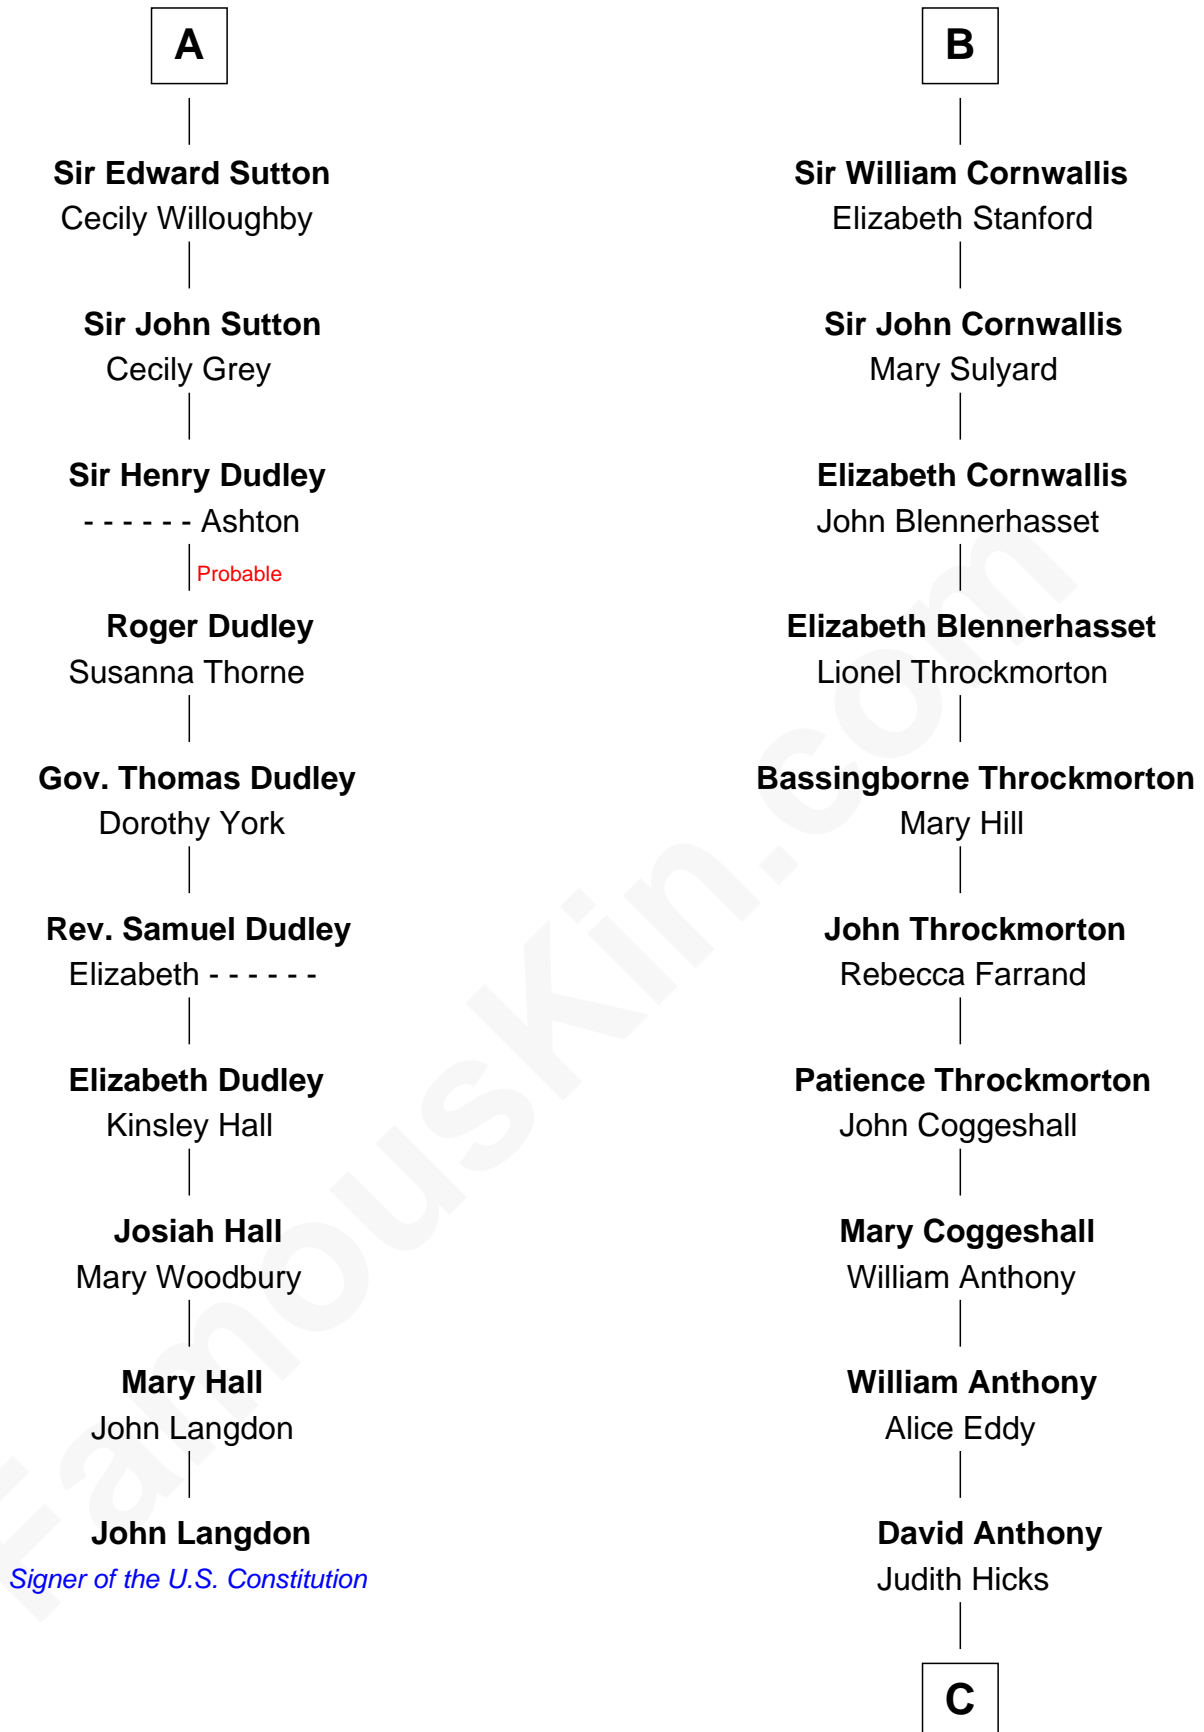 A
Sir Edward Sutton
Cecily Willoughby
Sir John Sutton
Cecily Grey
Sir Henry Dudley
- - - - - - Ashton
Probable
Roger Dudley
Susanna Thorne
Gov. Thomas Dudley
Dorothy York
Rev. Samuel Dudley
Elizabeth - - - - - -
Elizabeth Dudley
Kinsley Hall
Josiah Hall
Mary Woodbury
Mary Hall
John Langdon
John Langdon
Signer of the U.S. Constitution
B
Sir William Cornwallis
Elizabeth Stanford
Sir John Cornwallis
Mary Sulyard
Elizabeth Cornwallis
John Blennerhasset
Elizabeth Blennerhasset
Lionel Throckmorton
Bassingborne Throckmorton
Mary Hill
John Throckmorton
Rebecca Farrand
Patience Throckmorton
John Coggeshall
Mary Coggeshall
William Anthony
William Anthony
Alice Eddy
David Anthony
Judith Hicks
C
FamousKin.com